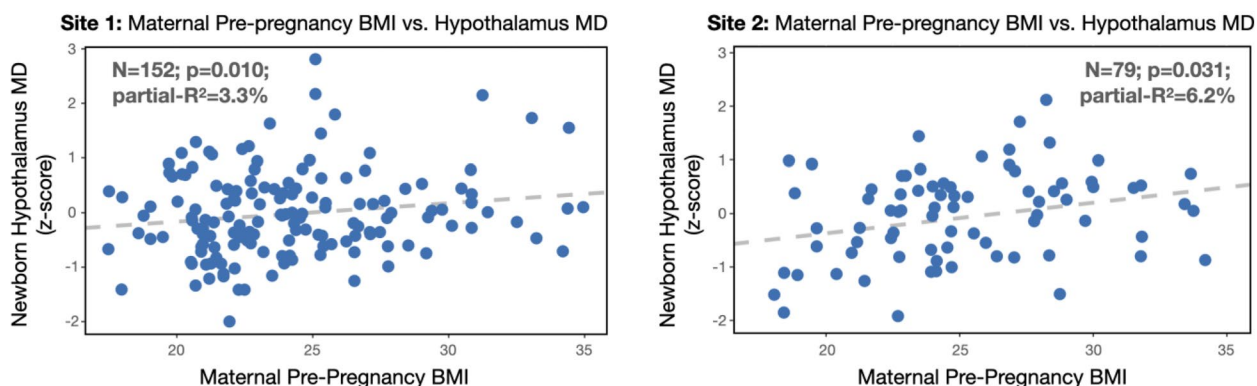 Site 1: Maternal Pre-pregnancy BMI vs. Hypothalamus MD
N=152; p=0.010;
partial-R²=3.3%
Newborn Hypothalamus MD
(z-score)
3
2
1
0
-1
-2
20 25 30 35
Maternal Pre-Pregnancy BMI
Site 2: Maternal Pre-pregnancy BMI vs. Hypothalamus MD
N=79; p=0.031;
partial-R²=6.2%
Newborn Hypothalamus MD
(z-score)
3
2
1
0
-1
-2
20 25 30 35
Maternal Pre-Pregnancy BMI